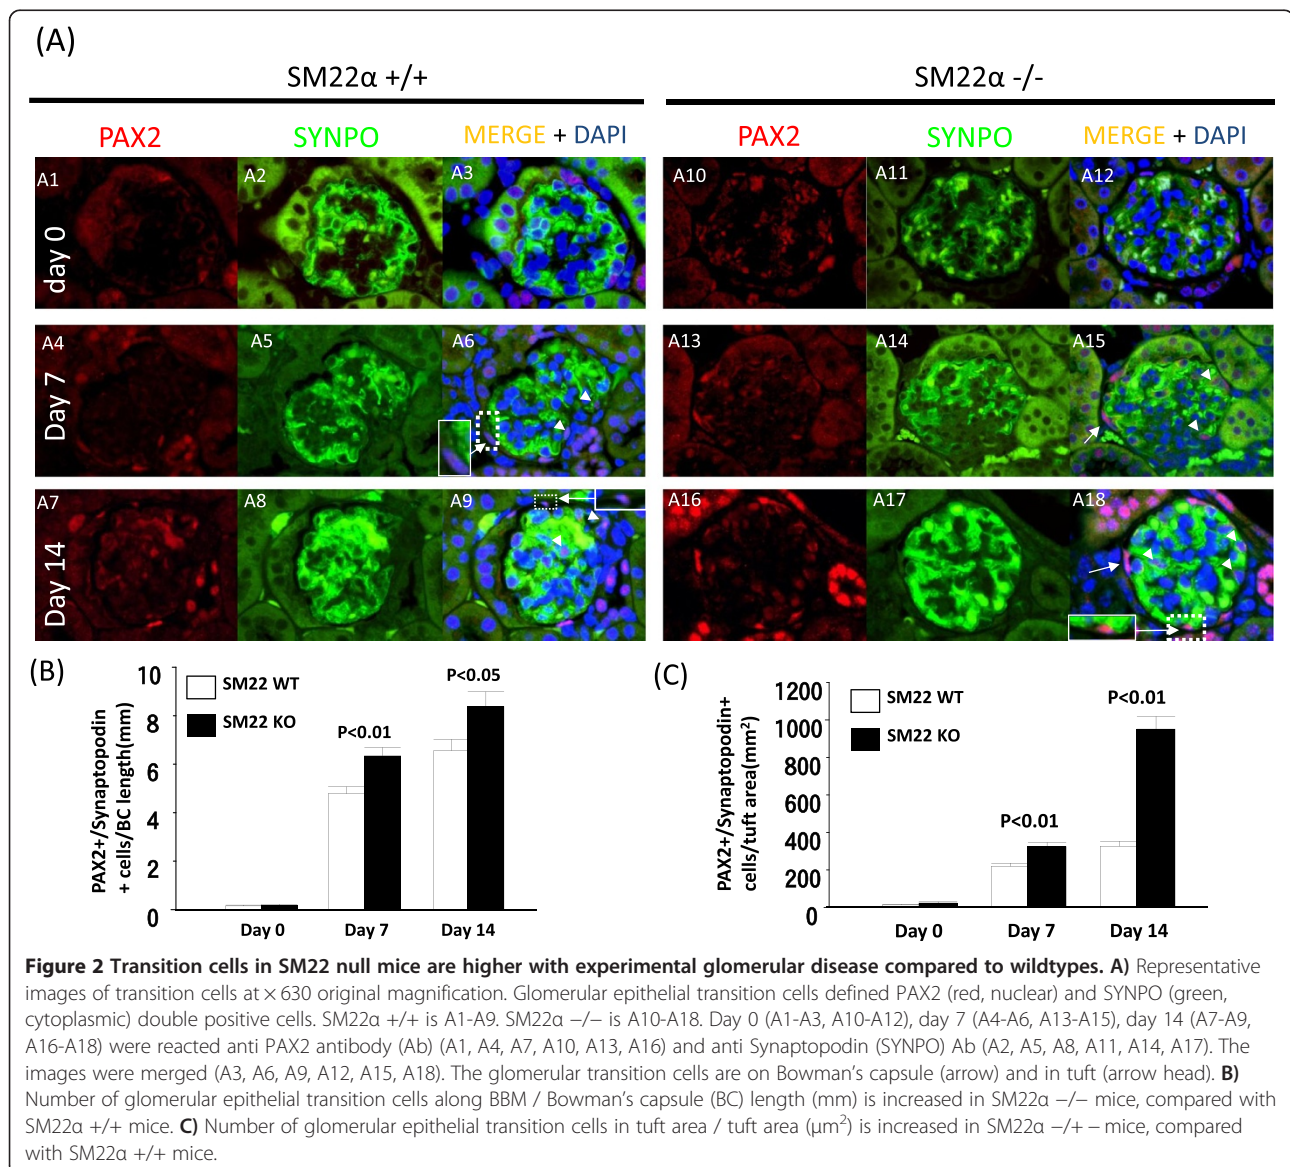 (A)
SM22α +/+
SM22α -/-
PAX2
SYNPO
MERGE + DAPI
PAX2
SYNPO
MERGE + DAPI
day 0
A1
A2
A3
A10
A11
A12
Day 7
A4
A5
A6
A13
A14
A15
Day 14
A7
A8
A9
A16
A17
A18
(B)
PAX2+/Synaptopodin
+ cells/BC length(mm)
10
8
6
4
2
0
SM22 WT
SM22 KO
P<0.01
P<0.05
Day 0
Day 7
Day 14
(C)
PAX2+/Synaptopodin+
cells/tuft area(mm²)
1200
1000
800
600
400
200
0
SM22 WT
SM22 KO
P<0.01
P<0.01
Day 0
Day 7
Day 14
Figure 2 Transition cells in SM22 null mice are higher with experimental glomerular disease compared to wildtypes. A) Representative
images of transition cells at × 630 original magnification. Glomerular epithelial transition cells defined PAX2 (red, nuclear) and SYNPO (green,
cytoplasmic) double positive cells. SM22α +/+ is A1-A9. SM22α −/− is A10-A18. Day 0 (A1-A3, A10-A12), day 7 (A4-A6, A13-A15), day 14 (A7-A9,
A16-A18) were reacted anti PAX2 antibody (Ab) (A1, A4, A7, A10, A13, A16) and anti Synaptopodin (SYNPO) Ab (A2, A5, A8, A11, A14, A17). The
images were merged (A3, A6, A9, A12, A15, A18). The glomerular transition cells are on Bowman's capsule (arrow) and in tuft (arrow head). B)
Number of glomerular epithelial transition cells along BBM / Bowman's capsule (BC) length (mm) is increased in SM22α −/− mice, compared with
SM22α +/+ mice. C) Number of glomerular epithelial transition cells in tuft area / tuft area (μm²) is increased in SM22α −/+ − mice, compared
with SM22α +/+ mice.